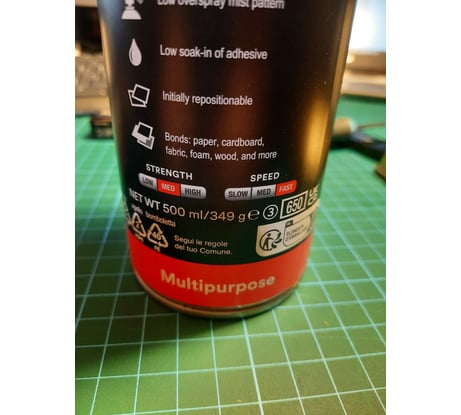 Low overspray mist pattern
Low soak-in of adhesive
Initially repositionable
Bonds: paper, cardboard,
fabric, foam, wood, and more
STRENGTH
LOW MED HIGH
SPEED
SLOW MED FAST
NET WT 500 ml/349 g e 3 650
bomboletta
40
Segui le regole
del tuo Comune.
Multipurpose